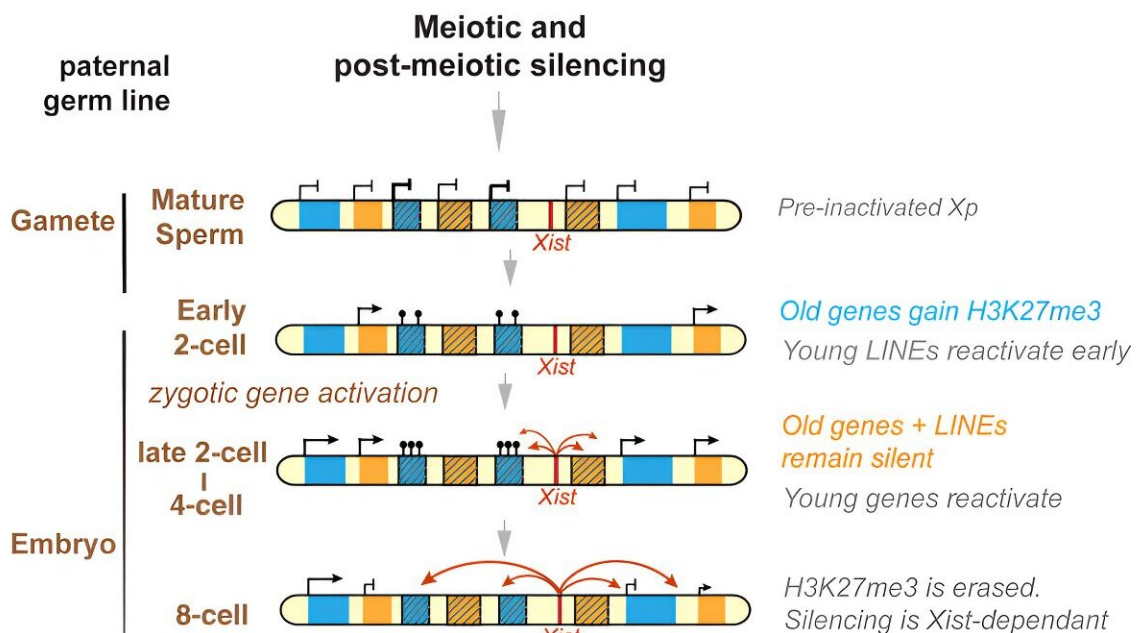 Meiotic and
post-meiotic silencing
paternal
germ line
Gamete
Mature
Sperm
Xist
Pre-inactivated Xp
Early
2-cell
Xist
Old genes gain H3K27me3
Young LINEs reactivate early
zygotic gene activation
Embryo
late 2-cell
4-cell
Xist
Old genes + LINEs
remain silent
Young genes reactivate
8-cell
Xist
H3K27me3 is erased.
Silencing is Xist-dependant